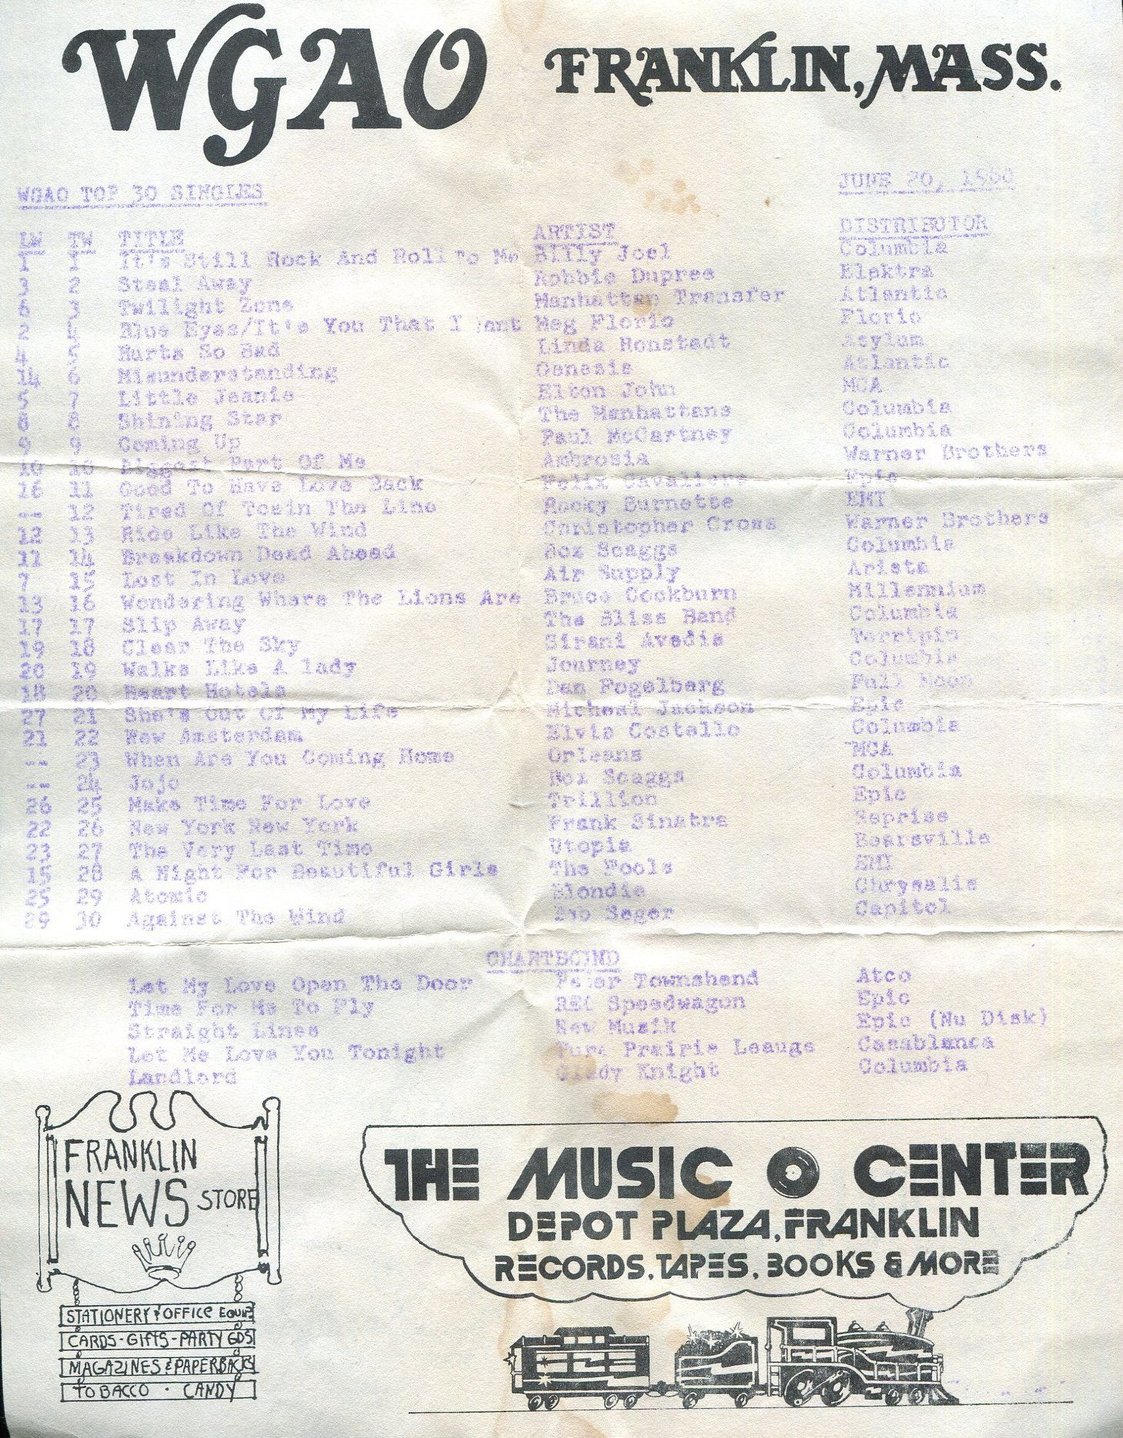 WGAO FRANKLIN, MASS.
WGAO TOP 30 SINGLES JUNE 20, 1980
LW TW TITLE ARTIST DISTRIBUTOR
1 1 It's Still Rock And Roll To Me Billy Joel Columbia
3 2 Steal Away Robbie Dupree Elektra
6 3 Twilight Zone Manhattan Transfer Atlantic
2 4 Blue Eyes/It's You That I Want Meg Florio Florio
4 5 Hurts So Bad Linda Ronstadt Asylum
14 6 Misunderstanding Genesis Atlantic
5 7 Little Jeanie Elton John MCA
8 8 Shining Star The Manhattans Columbia
9 9 Coming Up Paul McCartney Columbia
10 10 Biggest Part Of Me Ambrosia Warner Brothers
16 11 Good To Have Love Back Felix Cavaliere Epic
-- 12 Tired Of Toein The Line Rocky Burnette EMI
12 13 Ride Like The Wind Christopher Cross Warner Brothers
11 14 Breakdown Dead Ahead Boz Scaggs Columbia
7 15 Lost In Love Air Supply Arista
13 16 Wondering Where The Lions Are Bruce Cockburn Millennium
17 17 Slip Away The Bliss Band Columbia
19 18 Clear The Sky Sirani Avedis Terripin
20 19 Walks Like A lady Journey Columbia
18 20 Heart Hotels Dan Fogelberg Full Moon
27 21 She's Out Of My Life Micheal Jackson Epic
21 22 New Amsterdam Elvis Costello Columbia
-- 23 When Are You Coming Home Orleans MCA
-- 24 Jojo Boz Scaggs Columbia
26 25 Make Time For Love Trillion Epic
22 26 New York New York Frank Sinatra Reprise
23 27 The Very Last Time Utopia Bearsville
15 28 A Night For Beautiful Girls The Fools EMI
25 29 Atomic Blondie Chrysalis
29 30 Against The Wind Bob Seger Capitol
CHARTBOUND
Let My Love Open The Door Peter Townshend Atco
Time For Me To Fly REO Speedwagon Epic
Straight Lines New Musik Epic (Nu Disk)
Let Me Love You Tonight Pure Prairie Leauge Casablanca
Landlord Glady Knight Columbia
FRANKLIN
NEWS STORE
STATIONERY & OFFICE EQUIP
CARDS-GIFTS-PARTY GDS
MAGAZINES & PAPERBACKS
TOBACCO · CANDY
THE MUSIC CENTER
DEPOT PLAZA, FRANKLIN
RECORDS, TAPES, BOOKS & MORE